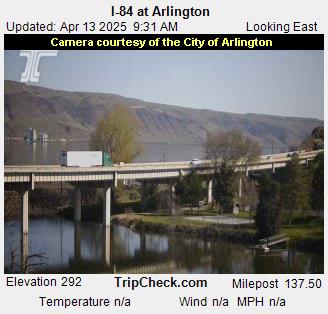 I-84 at Arlington
Updated: Apr 13 2025 9:31 AM Looking East
Camera courtesy of the City of Arlington
Elevation 292 TripCheck.com Milepost 137.50
Temperature n/a Wind n/a MPH n/a